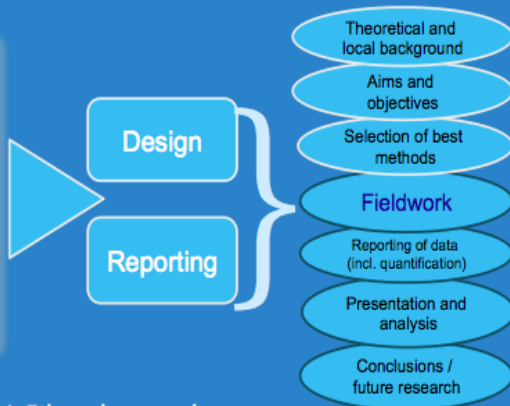 Design
Reporting
Theoretical and
local background
Aims and
objectives
Selection of best
methods
Fieldwork
Reporting of data
(incl. quantification)
Presentation and
analysis
Conclusions /
future research